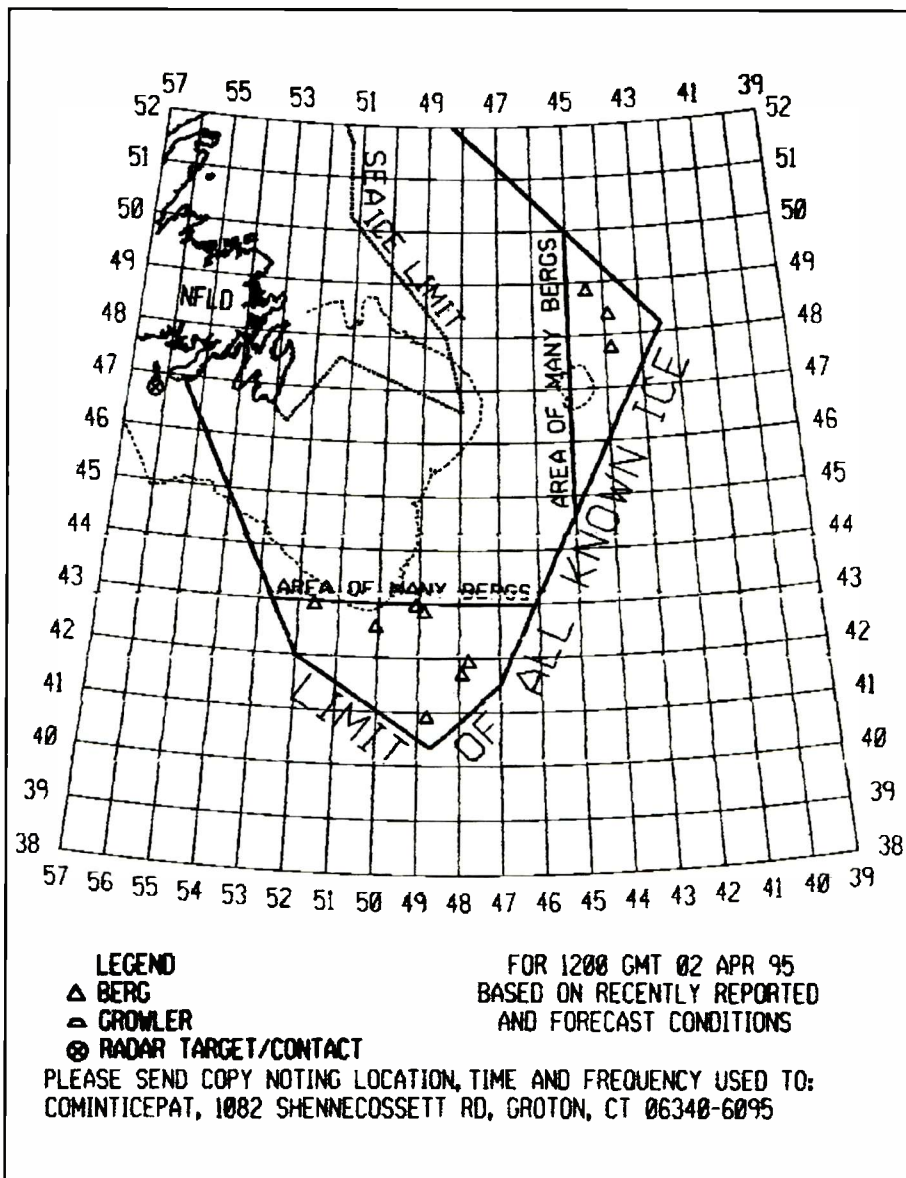 57 55 53 51 49 47 45 43 41 39
52 52
51 51
50 50
49 49
48 48
47 47
46 46
45 45
44 44
43 43
42 42
41 41
40 40
39 39
38 38
57 56 55 54 53 52 51 50 49 48 47 46 45 44 43 42 41 40 39
SEA ICE LIMIT
NFLD
AREA OF MANY BERGS
AREA OF MANY BERGS
LIMIT OF ALL KNOWN ICE
LEGEND
BERG
GROWLER
RADAR TARGET/CONTACT
FOR 1200 GMT 02 APR 95
BASED ON RECENTLY REPORTED
AND FORECAST CONDITIONS
PLEASE SEND COPY NOTING LOCATION, TIME AND FREQUENCY USED TO:
COMINTICEPAT, 1082 SHENNECOSSETT RD, GROTON, CT 06340-6095